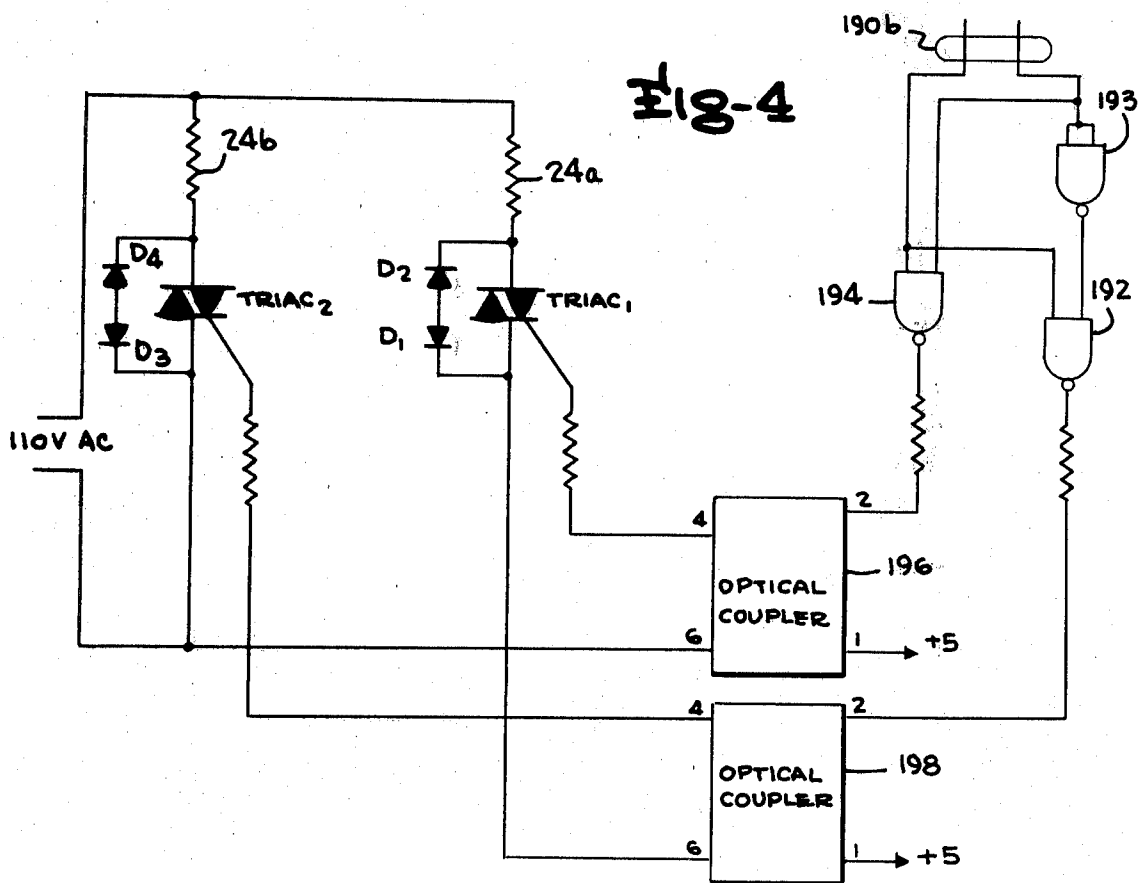 190b
Fig-4
193
24b
24a
D4
D2
TRIAC2
TRIAC1
194
192
D3
D1
110V AC
4
2
OPTICAL
COUPLER
196
6
1
+5
4
2
OPTICAL
COUPLER
198
6
1
+5